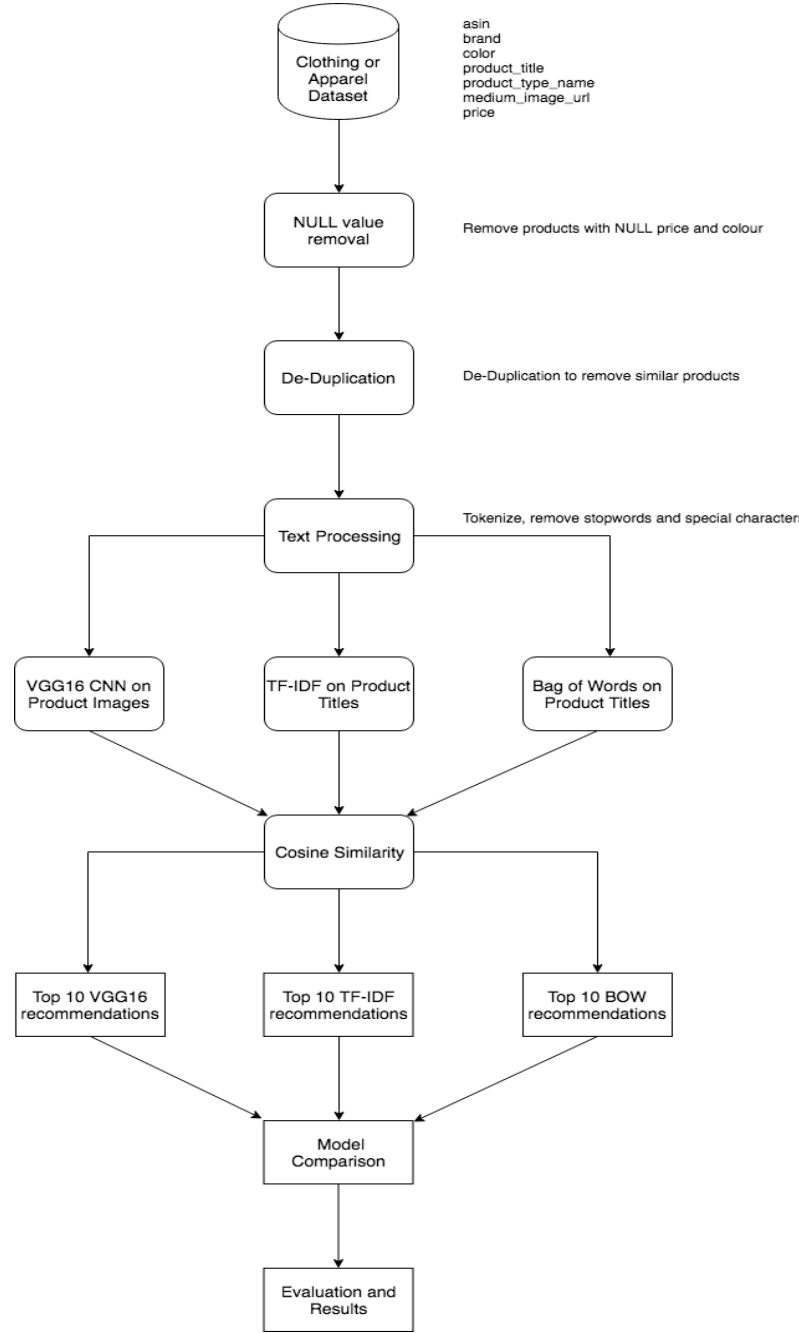 Clothing or
Apparel
Dataset
asin
brand
color
product_title
product_type_name
medium_image_url
price
NULL value
removal
Remove products with NULL price and colour
De-Duplication
De-Duplication to remove similar products
Text Processing
Tokenize, remove stopwords and special characters
VGG16 CNN on
Product Images
TF-IDF on Product
Titles
Bag of Words on
Product Titles
Cosine Similarity
Top 10 VGG16
recommendations
Top 10 TF-IDF
recommendations
Top 10 BOW
recommendations
Model
Comparison
Evaluation and
Results